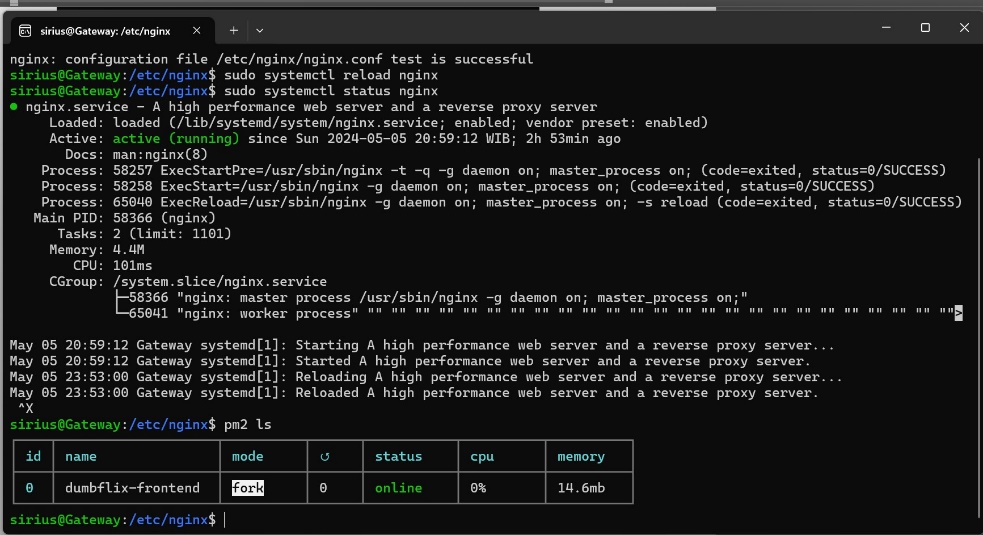 sirius@Gateway: /etc/nginx
nginx: configuration file /etc/nginx/nginx.conf test is successful
sirius@Gateway:/etc/nginx$ sudo systemctl reload nginx
sirius@Gateway:/etc/nginx$ sudo systemctl status nginx
● nginx.service - A high performance web server and a reverse proxy server
Loaded: loaded (/lib/systemd/system/nginx.service; enabled; vendor preset: enabled)
Active: active (running) since Sun 2024-05-05 20:59:12 WIB; 2h 53min ago
Docs: man:nginx(8)
Process: 58257 ExecStartPre=/usr/sbin/nginx -t -q -g daemon on; master_process on; (code=exited, status=0/SUCCESS)
Process: 58258 ExecStart=/usr/sbin/nginx -g daemon on; master_process on; (code=exited, status=0/SUCCESS)
Process: 65040 ExecReload=/usr/sbin/nginx -g daemon on; master_process on; -s reload (code=exited, status=0/SUCCESS)
Main PID: 58366 (nginx)
Tasks: 2 (limit: 1101)
Memory: 4.4M
CPU: 101ms
CGroup: /system.slice/nginx.service
├─58366 "nginx: master process /usr/sbin/nginx -g daemon on; master_process on;"
└─65041 "nginx: worker process" "" "" "" "" "" "" "" "" "" "" "" "" "" "" "" "" "" "" "" "" "" "" "" "" "">
May 05 20:59:12 Gateway systemd[1]: Starting A high performance web server and a reverse proxy server...
May 05 20:59:12 Gateway systemd[1]: Started A high performance web server and a reverse proxy server.
May 05 23:53:00 Gateway systemd[1]: Reloading A high performance web server and a reverse proxy server...
May 05 23:53:00 Gateway systemd[1]: Reloaded A high performance web server and a reverse proxy server.
^X
sirius@Gateway:/etc/nginx$ pm2 ls
id name mode ↺ status cpu memory
0 dumbflix-frontend fork 0 online 0% 14.6mb
sirius@Gateway:/etc/nginx$